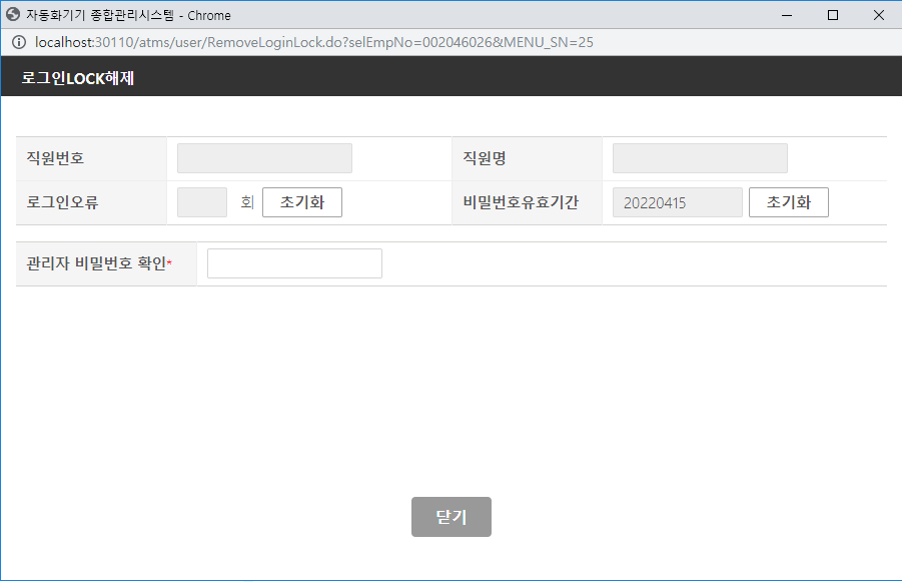 자동화기기 종합관리시스템 - Chrome
localhost:30110/atms/user/RemoveLoginLock.do?selEmpNo=002046026&MENU_SN=25
로그인LOCK해제
직원번호 직원명
로그인오류 회 초기화 비밀번호유효기간 20220415 초기화
관리자 비밀번호 확인*
닫기